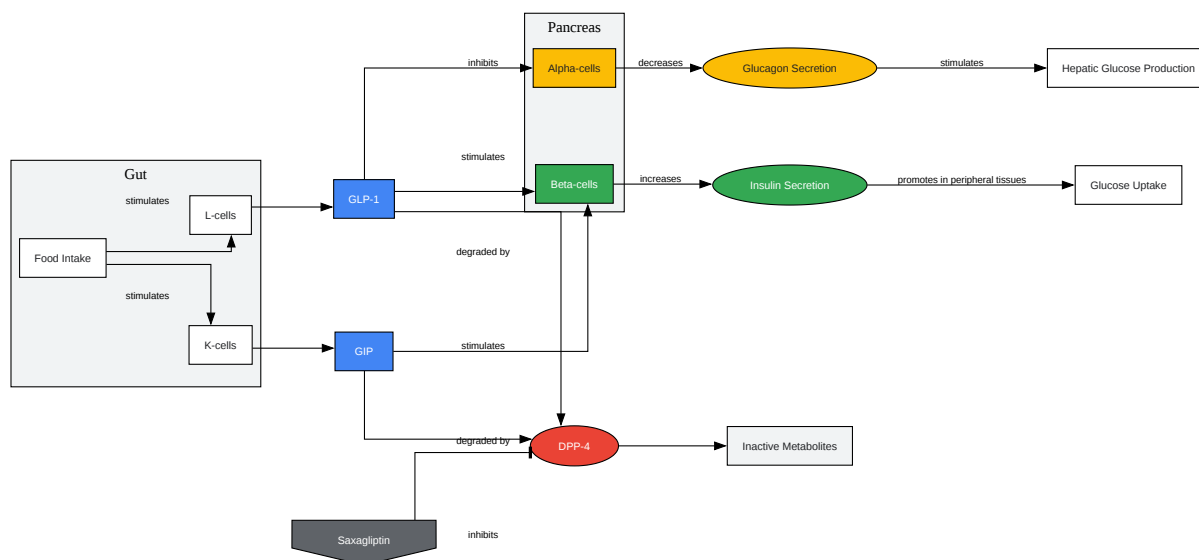 Pancreas
inhibits
Alpha-cells
decreases
Glucagon Secretion
stimulates
Hepatic Glucose Production
stimulates
Beta-cells
increases
Insulin Secretion
promotes in peripheral tissues
Glucose Uptake
Gut
stimulates
L-cells
GLP-1
Food Intake
degraded by
stimulates
K-cells
GIP
stimulates
degraded by
DPP-4
Inactive Metabolites
Saxagliptin
inhibits